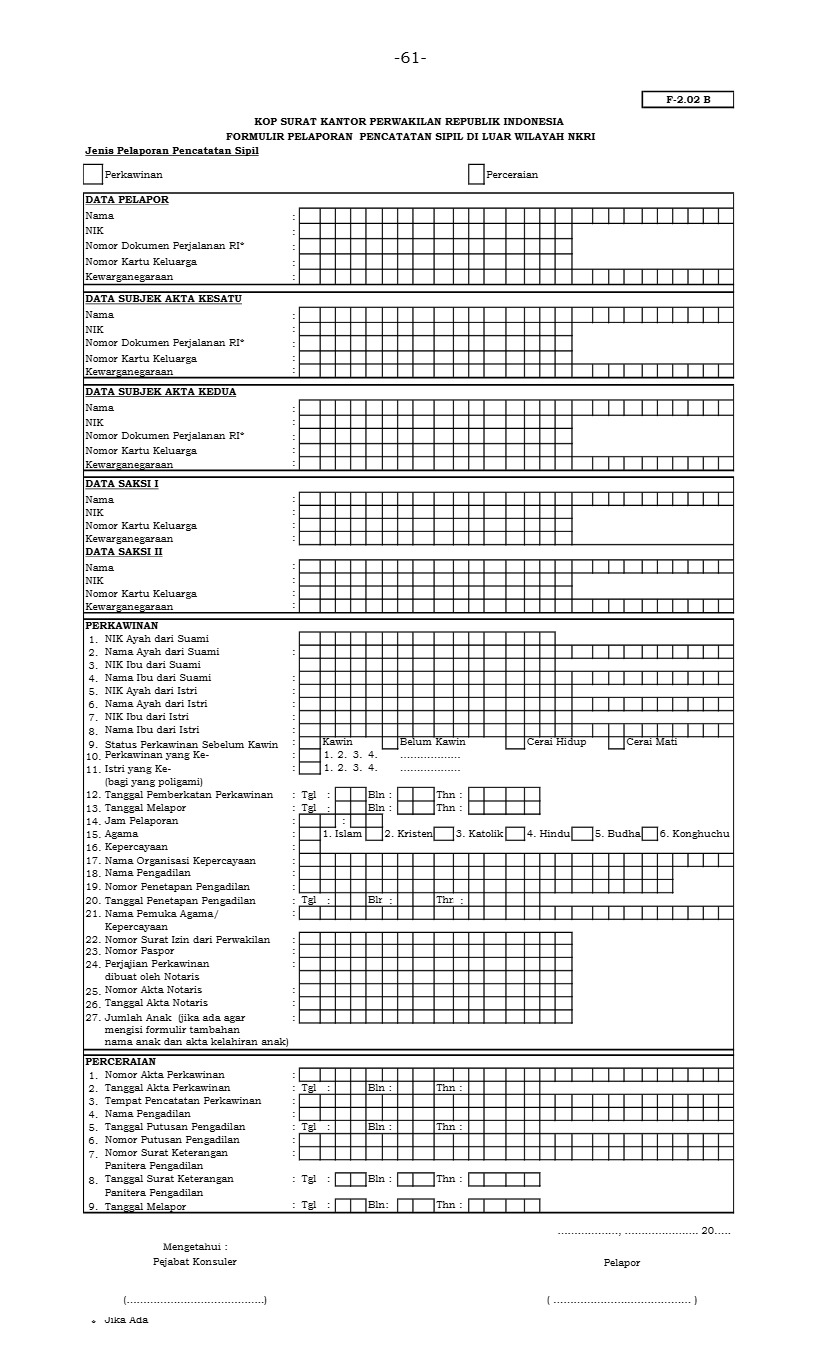 -61-
F-2.02 B
KOP SURAT KANTOR PERWAKILAN REPUBLIK INDONESIA
FORMULIR PELAPORAN PENCATATAN SIPIL DI LUAR WILAYAH NKRI
Jenis Pelaporan Pencatatan Sipil
Perkawinan Perceraian
DATA PELAPOR
Nama :
NIK :
Nomor Dokumen Perjalanan RI* :
Nomor Kartu Keluarga :
Kewarganegaraan :
DATA SUBJEK AKTA KESATU
Nama :
NIK :
Nomor Dokumen Perjalanan RI* :
Nomor Kartu Keluarga :
Kewarganegaraan :
DATA SUBJEK AKTA KEDUA
Nama :
NIK :
Nomor Dokumen Perjalanan RI* :
Nomor Kartu Keluarga :
Kewarganegaraan :
DATA SAKSI I
Nama :
NIK :
Nomor Kartu Keluarga :
Kewarganegaraan :
DATA SAKSI II
Nama :
NIK :
Nomor Kartu Keluarga :
Kewarganegaraan :
PERKAWINAN
1. NIK Ayah dari Suami
2. Nama Ayah dari Suami :
3. NIK Ibu dari Suami
4. Nama Ibu dari Suami :
5. NIK Ayah dari Istri :
6. Nama Ayah dari Istri :
7. NIK Ibu dari Istri :
8. Nama Ibu dari Istri :
9. Status Perkawinan Sebelum Kawin : Kawin Belum Kawin Cerai Hidup Cerai Mati
10. Perkawinan yang Ke- : 1. 2. 3. 4. ..................
11. Istri yang Ke- : 1. 2. 3. 4. ..................
(bagi yang poligami)
12. Tanggal Pemberkatan Perkawinan : Tgl : Bln : Thn :
13. Tanggal Melapor : Tgl : Bln : Thn :
14. Jam Pelaporan : :
15. Agama : 1. Islam 2. Kristen 3. Katolik 4. Hindu 5. Budha 6. Konghuchu
16. Kepercayaan :
17. Nama Organisasi Kepercayaan :
18. Nama Pengadilan :
19. Nomor Penetapan Pengadilan :
20. Tanggal Penetapan Pengadilan : Tgl : Blr : Thr :
21. Nama Pemuka Agama/ :
Kepercayaan
22. Nomor Surat Izin dari Perwakilan :
23. Nomor Paspor :
24. Perjajian Perkawinan :
dibuat oleh Notaris
25. Nomor Akta Notaris :
26. Tanggal Akta Notaris :
27. Jumlah Anak (jika ada agar :
mengisi formulir tambahan
nama anak dan akta kelahiran anak)
PERCERAIAN
1. Nomor Akta Perkawinan :
2. Tanggal Akta Perkawinan : Tgl : Bln : Thn :
3. Tempat Pencatatan Perkawinan :
4. Nama Pengadilan :
5. Tanggal Putusan Pengadilan : Tgl : Bln : Thn :
6. Nomor Putusan Pengadilan :
7. Nomor Surat Keterangan :
Panitera Pengadilan
8. Tanggal Surat Keterangan : Tgl : Bln : Thn :
Panitera Pengadilan
9. Tanggal Melapor : Tgl : Bln: Thn :
.................., ...................... 20.....
Mengetahui :
Pejabat Konsuler Pelapor
(.........................................) ( ......................................... )
* Jika Ada